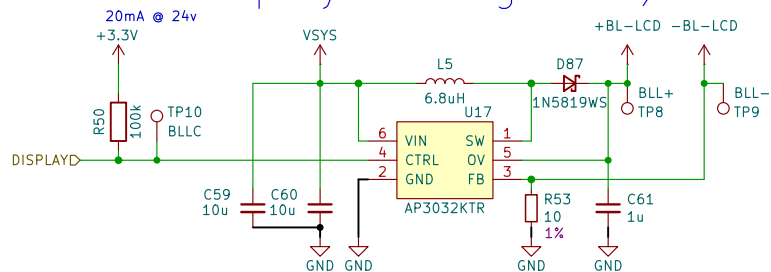 20mA @ 24v
+3.3V
VSYS
+BL-LCD -BL-LCD
L5
6.8uH
D87
1N5819WS
BLL+
TP8
BLL-
TP9
R50
100k
TP10
BLLC
U17
6 VIN SW 1
DISPLAY
4 CTRL OV 5
2 GND FB 3
AP3032KTR
C59
10u
C60
10u
R53
10
1%
C61
1u
GND GND GND GND